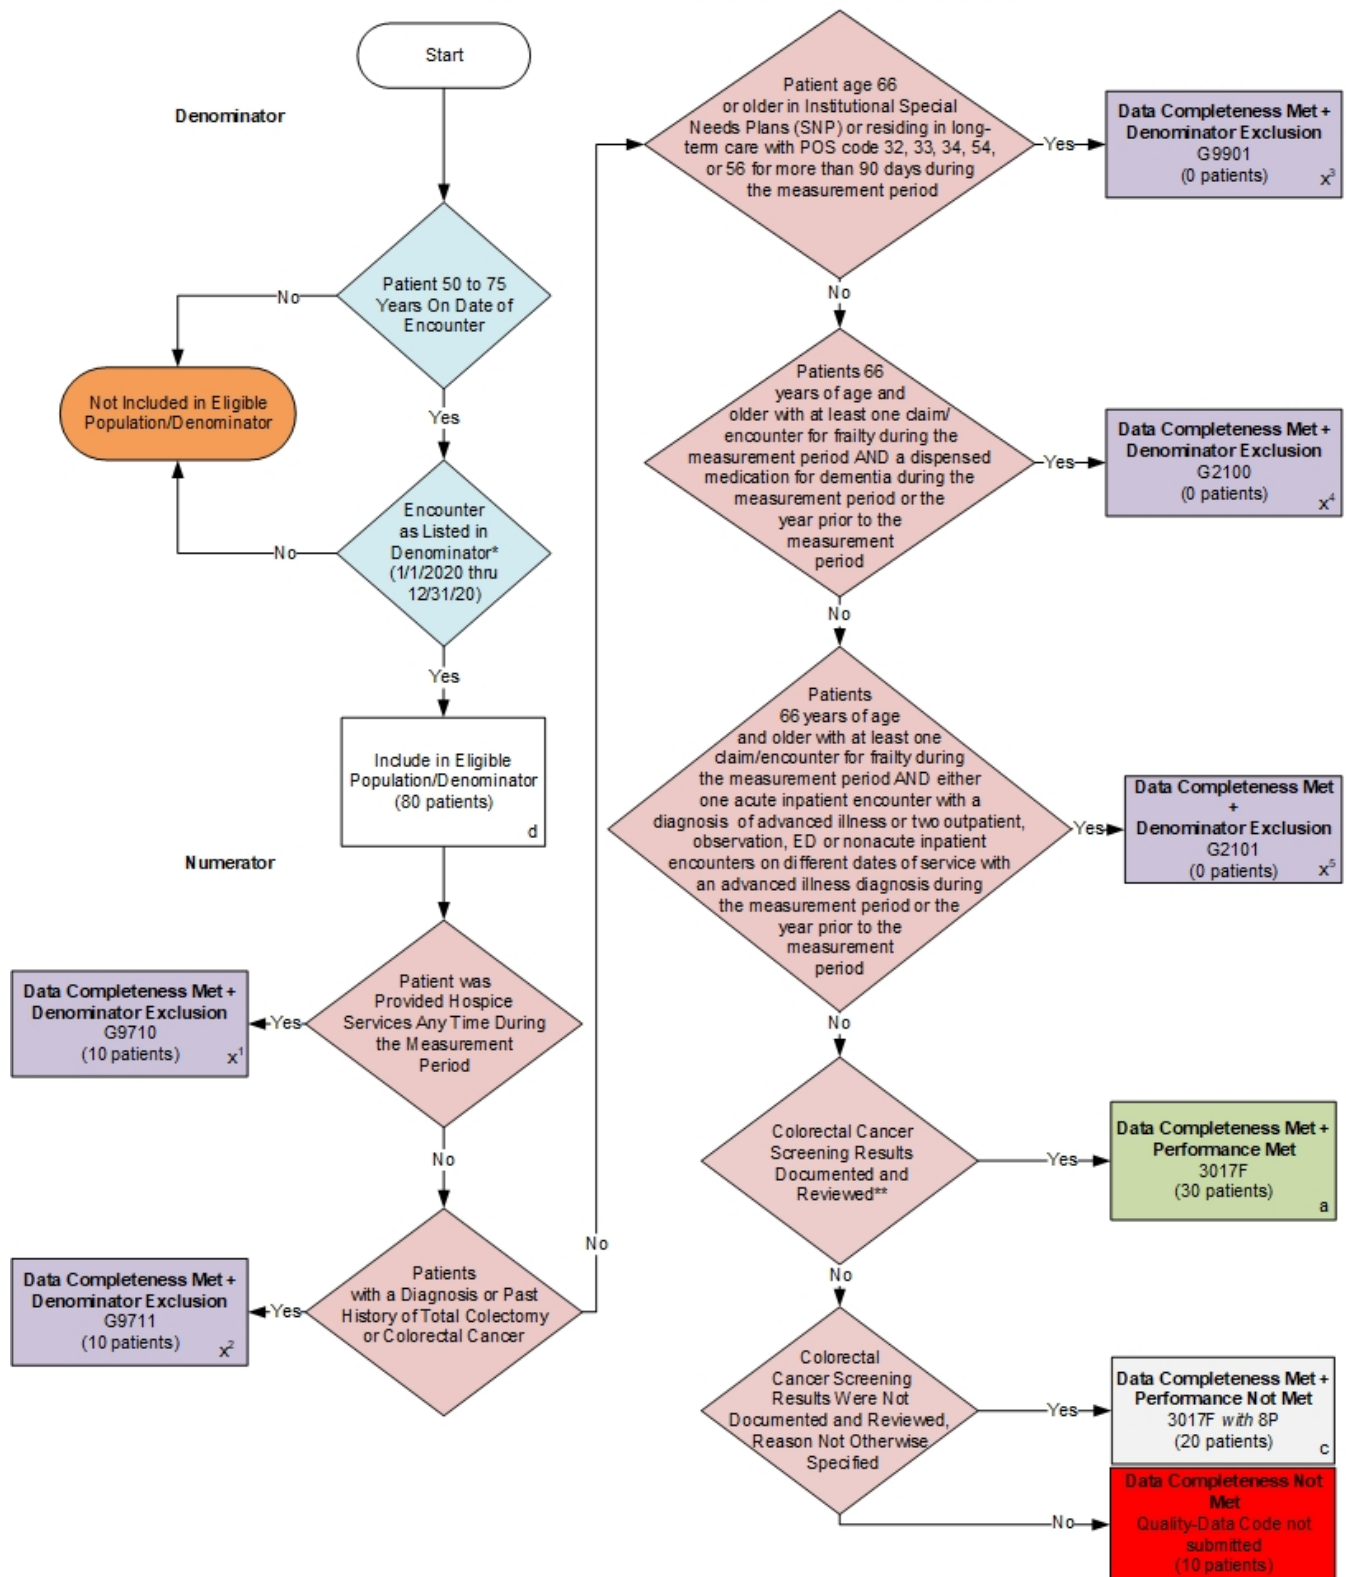 Start
Denominator
Patient 50 to 75
Years On Date of
Encounter
No
Not Included in Eligible
Population/Denominator
Yes
Encounter
as Listed in
Denominator*
(1/1/2020 thru
12/31/20)
No
Yes
Include in Eligible
Population/Denominator
(80 patients)
d
Numerator
Patient was
Provided Hospice
Services Any Time During
the Measurement
Period
Yes
Data Completeness Met +
Denominator Exclusion
G9710
(10 patients)
x¹
No
Patients
with a Diagnosis or Past
History of Total Colectomy
or Colorectal Cancer
Yes
Data Completeness Met +
Denominator Exclusion
G9711
(10 patients)
x²
No
Patient age 66
or older in Institutional Special
Needs Plans (SNP) or residing in long-
term care with POS code 32, 33, 34, 54,
or 56 for more than 90 days during
the measurement period
Yes
Data Completeness Met +
Denominator Exclusion
G9901
(0 patients)
x³
No
Patients 66
years of age and
older with at least one claim/
encounter for frailty during the
measurement period AND a dispensed
medication for dementia during the
measurement period or the
year prior to the
measurement
period
Yes
Data Completeness Met +
Denominator Exclusion
G2100
(0 patients)
x⁴
No
Patients
66 years of age
and older with at least one
claim/encounter for frailty during
the measurement period AND either
one acute inpatient encounter with a
diagnosis of advanced illness or two outpatient,
observation, ED or nonacute inpatient
encounters on different dates of service with
an advanced illness diagnosis during
the measurement period or the
year prior to the
measurement
period
Yes
Data Completeness Met
+
Denominator Exclusion
G2101
(0 patients)
x⁵
No
Colorectal Cancer
Screening Results
Documented and
Reviewed**
Yes
Data Completeness Met +
Performance Met
3017F
(30 patients)
a
No
Colorectal
Cancer Screening
Results Were Not
Documented and Reviewed,
Reason Not Otherwise
Specified
Yes
Data Completeness Met +
Performance Not Met
3017F with 8P
(20 patients)
c
No
Data Completeness Not
Met
Quality-Data Code not
submitted
(10 patients)